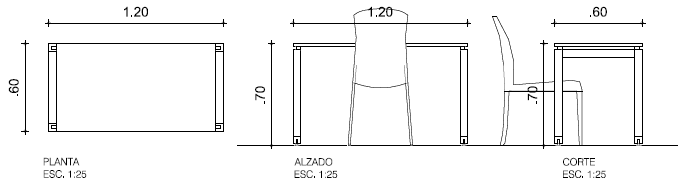 1.20
1.20
.60
.60
.70
.70
PLANTA
ESC. 1:25
ALZADO
ESC. 1:25
CORTE
ESC. 1:25